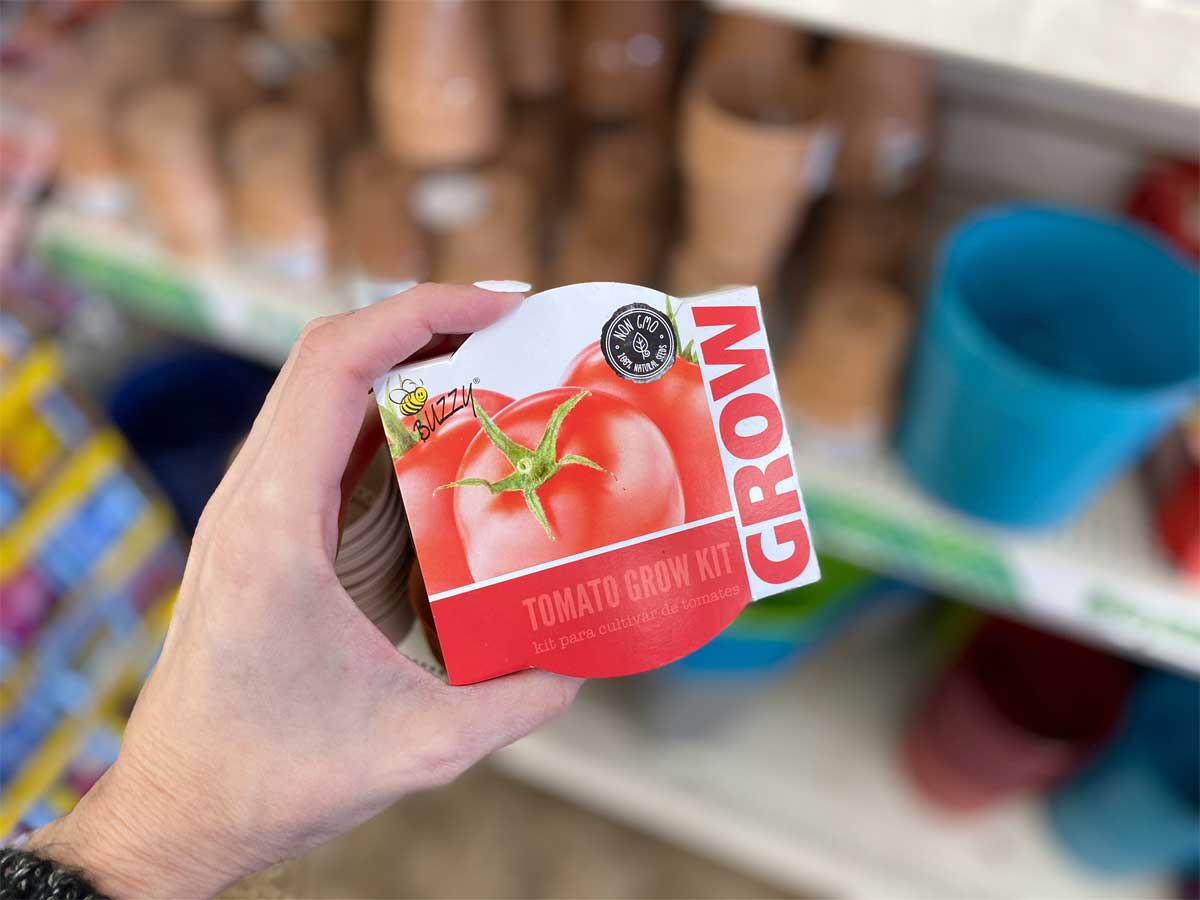 BUZZY®
NON GMO
100% NATURAL SEEDS
GROW
TOMATO GROW KIT
kit para cultivar de tomates